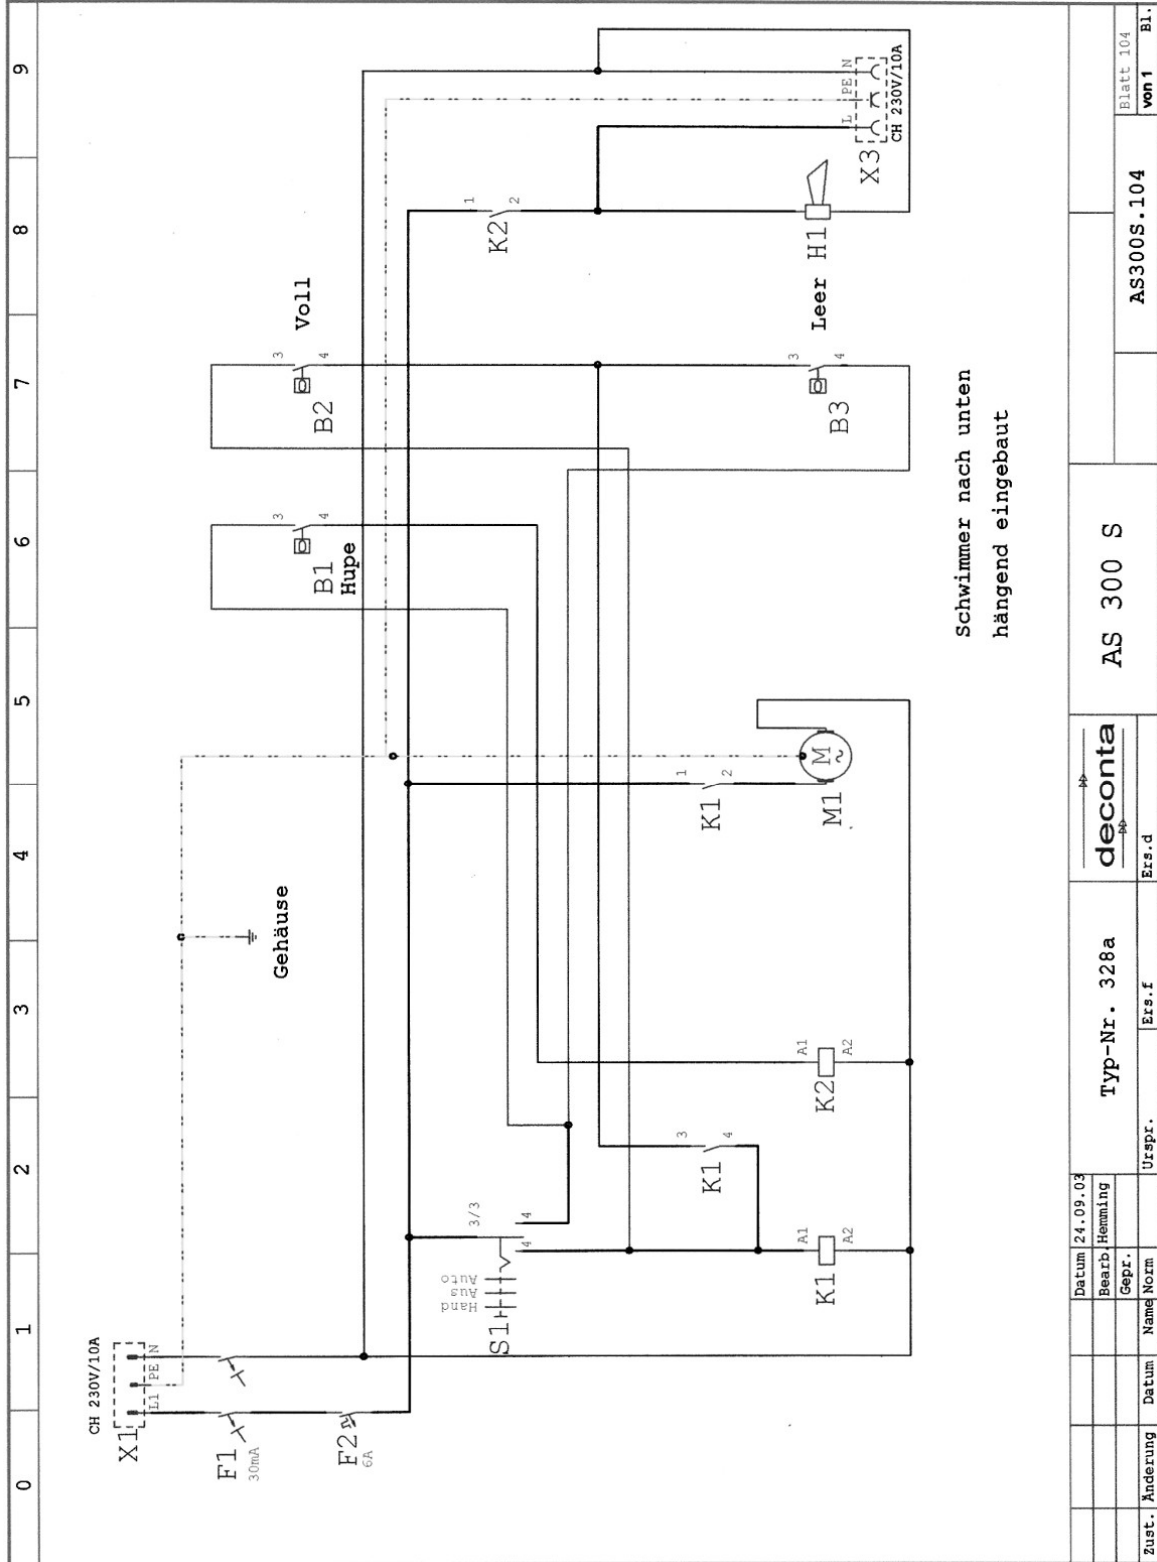 0 1 2 3 4 5 6 7 8 9
CH 230V/10A
X1
L1 PE N
F1
30mA
F2
6A
Gehäuse
3 3
4 4
B1
Hupe
B2
Voll
Hand
Aus
Auto
3/3
S1
4 4
1
K2
2
K1
3
4
K1
1
2
K1
A1
A2
K2
A1
A2
M
~
M1
3
4
B3
Leer
H1
L PE N
X3
CH 230V/10A
Schwimmer nach unten
hängend eingebaut
Datum 24.09.03
Bearb. Hemming
Gepr.
Zust. Änderung Datum Name Norm
Typ-Nr. 328a
Urspr. Ers.f Ers.d
deconta
AS 300 S
AS300S.104
Blatt 104
von 1 Bl.